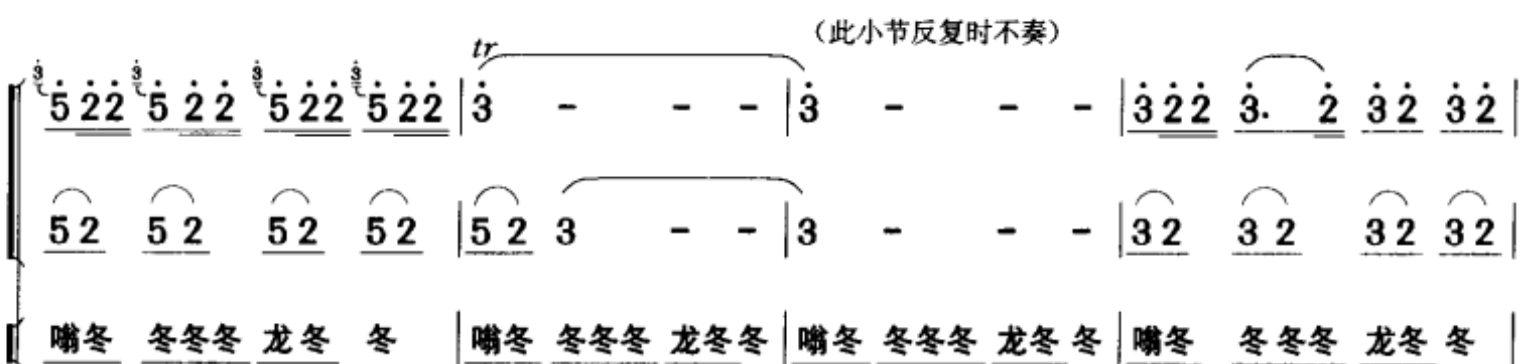 （此小节反复时不奏）
tr
5 2 2 5 2 2 5 2 2 5 2 2 | 3 - - - | 3 - - - | 3 2 2 3. 2 3 2 3 2 |
5 2 5 2 5 2 5 2 | 5 2 3 - - | 3 - - - | 3 2 3 2 3 2 3 2 |
嗡冬 冬冬冬 龙冬 冬 | 嗡冬 冬冬冬 龙冬冬 | 嗡冬 冬冬冬 龙冬冬 | 嗡冬 冬冬冬 龙冬 冬 |